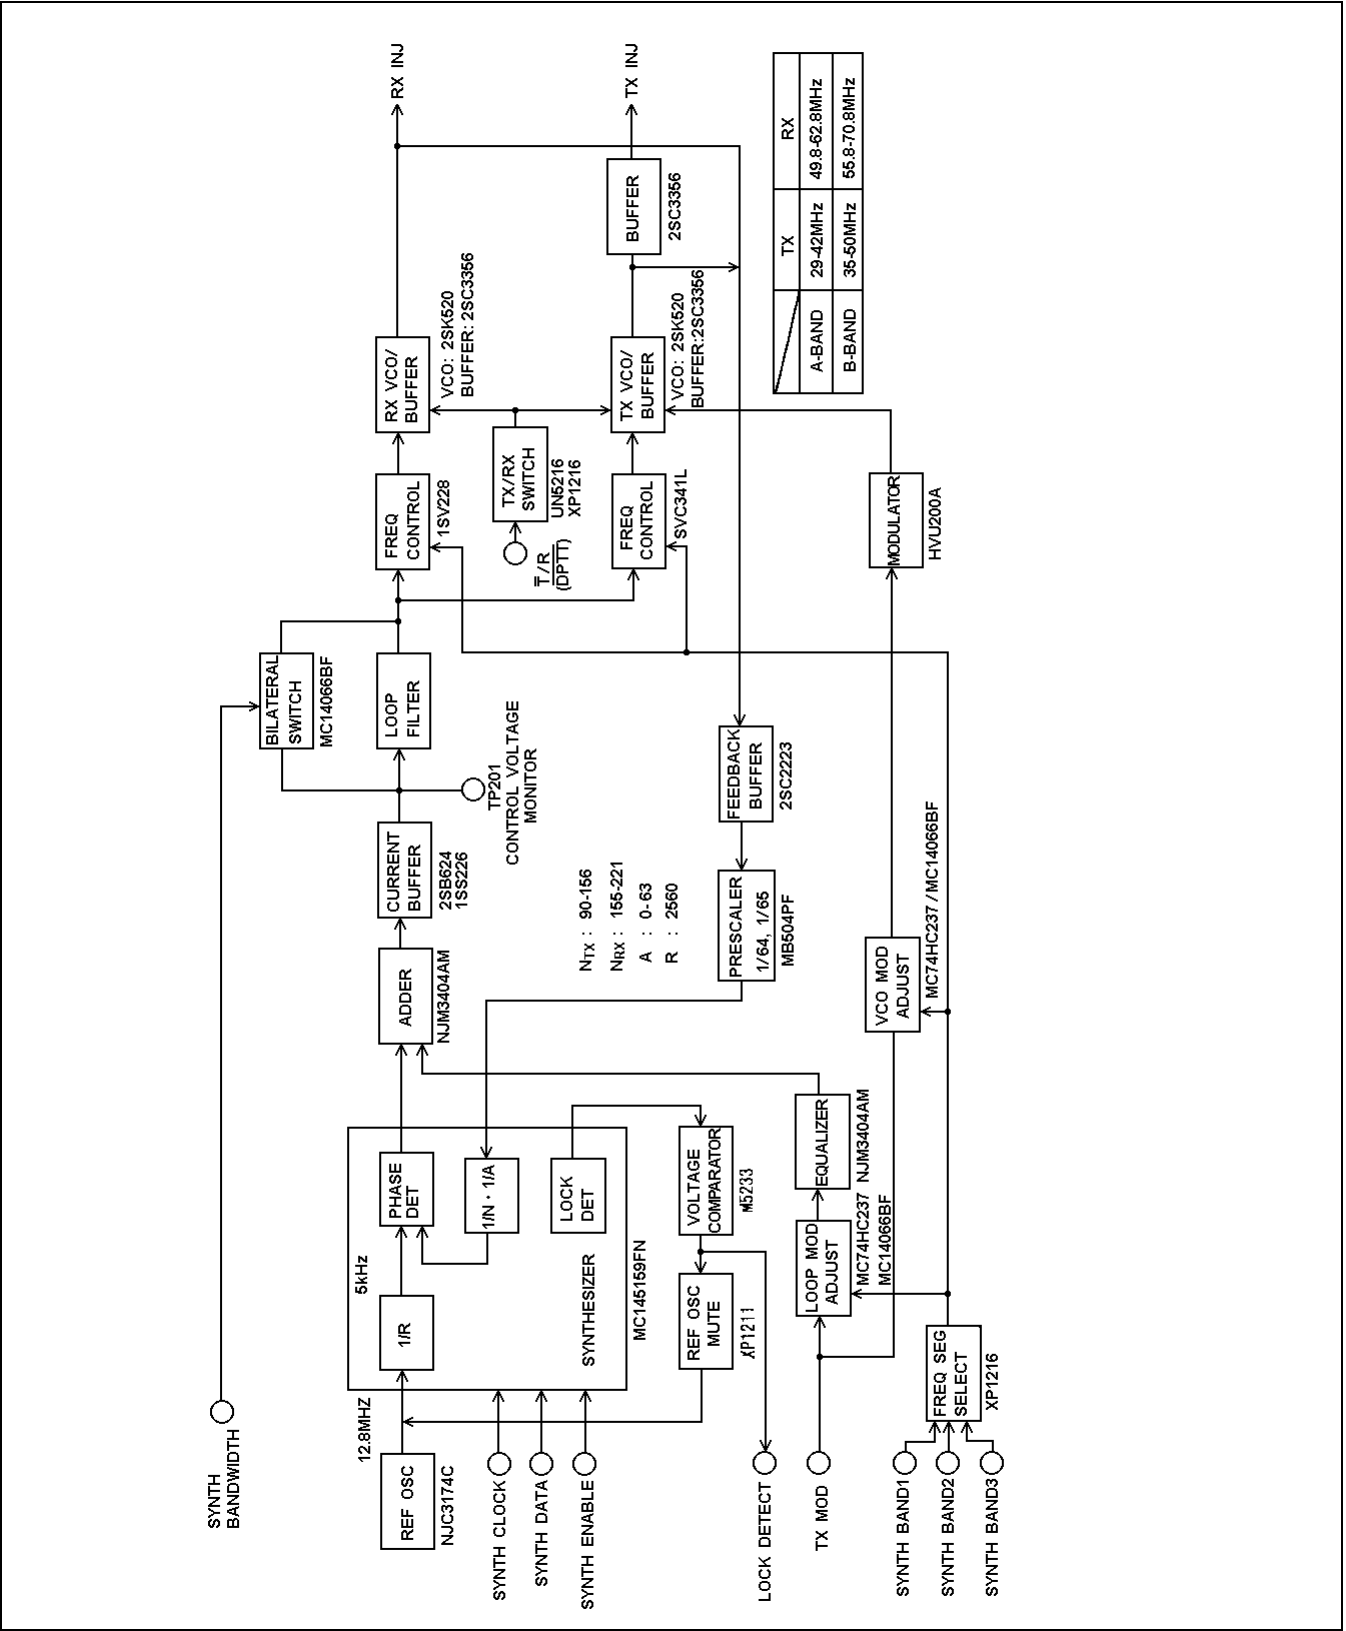 SYNTH
BANDWIDTH
BILATERAL
SWITCH
MC14066BF
REF OSC
NJC3174C
12.8MHZ
1/R
5kHz
PHASE
DET
1/N · 1/A
LOCK
DET
SYNTHESIZER
MC145159FN
ADDER
NJM3404AM
CURRENT
BUFFER
2SB624
1SS226
LOOP
FILTER
TP201
CONTROL VOLTAGE
MONITOR
FREQ
CONTROL
1SV228
RX VCO/
BUFFER
VCO: 2SK520
BUFFER: 2SC3356
RX INJ
T/R
(DPTT)
TX/RX
SWITCH
UN5216
XP1216
FREQ
CONTROL
SVC341L
TX VCO/
BUFFER
VCO: 2SK520
BUFFER:2SC3356
BUFFER
2SC3356
TX INJ
SYNTH CLOCK
SYNTH DATA
SYNTH ENABLE
REF OSC
MUTE
XP1211
VOLTAGE
COMPARATOR
M5233
NTX : 90-156
NRX : 155-221
A : 0-63
R : 2560
PRESCALER
1/64, 1/65
MB504PF
FEEDBACK
BUFFER
2SC2223
LOCK DETECT
TX MOD
LOOP MOD
ADJUST
MC74HC237
MC14066BF
EQUALIZER
NJM3404AM
VCO MOD
ADJUST
MC74HC237 / MC14066BF
MODULATOR
HVU200A
SYNTH BAND1
SYNTH BAND2
SYNTH BAND3
FREQ SEG
SELECT
XP1216
TX RX
A-BAND 29-42MHz 49.8-62.8MHz
B-BAND 35-50MHz 55.8-70.8MHz